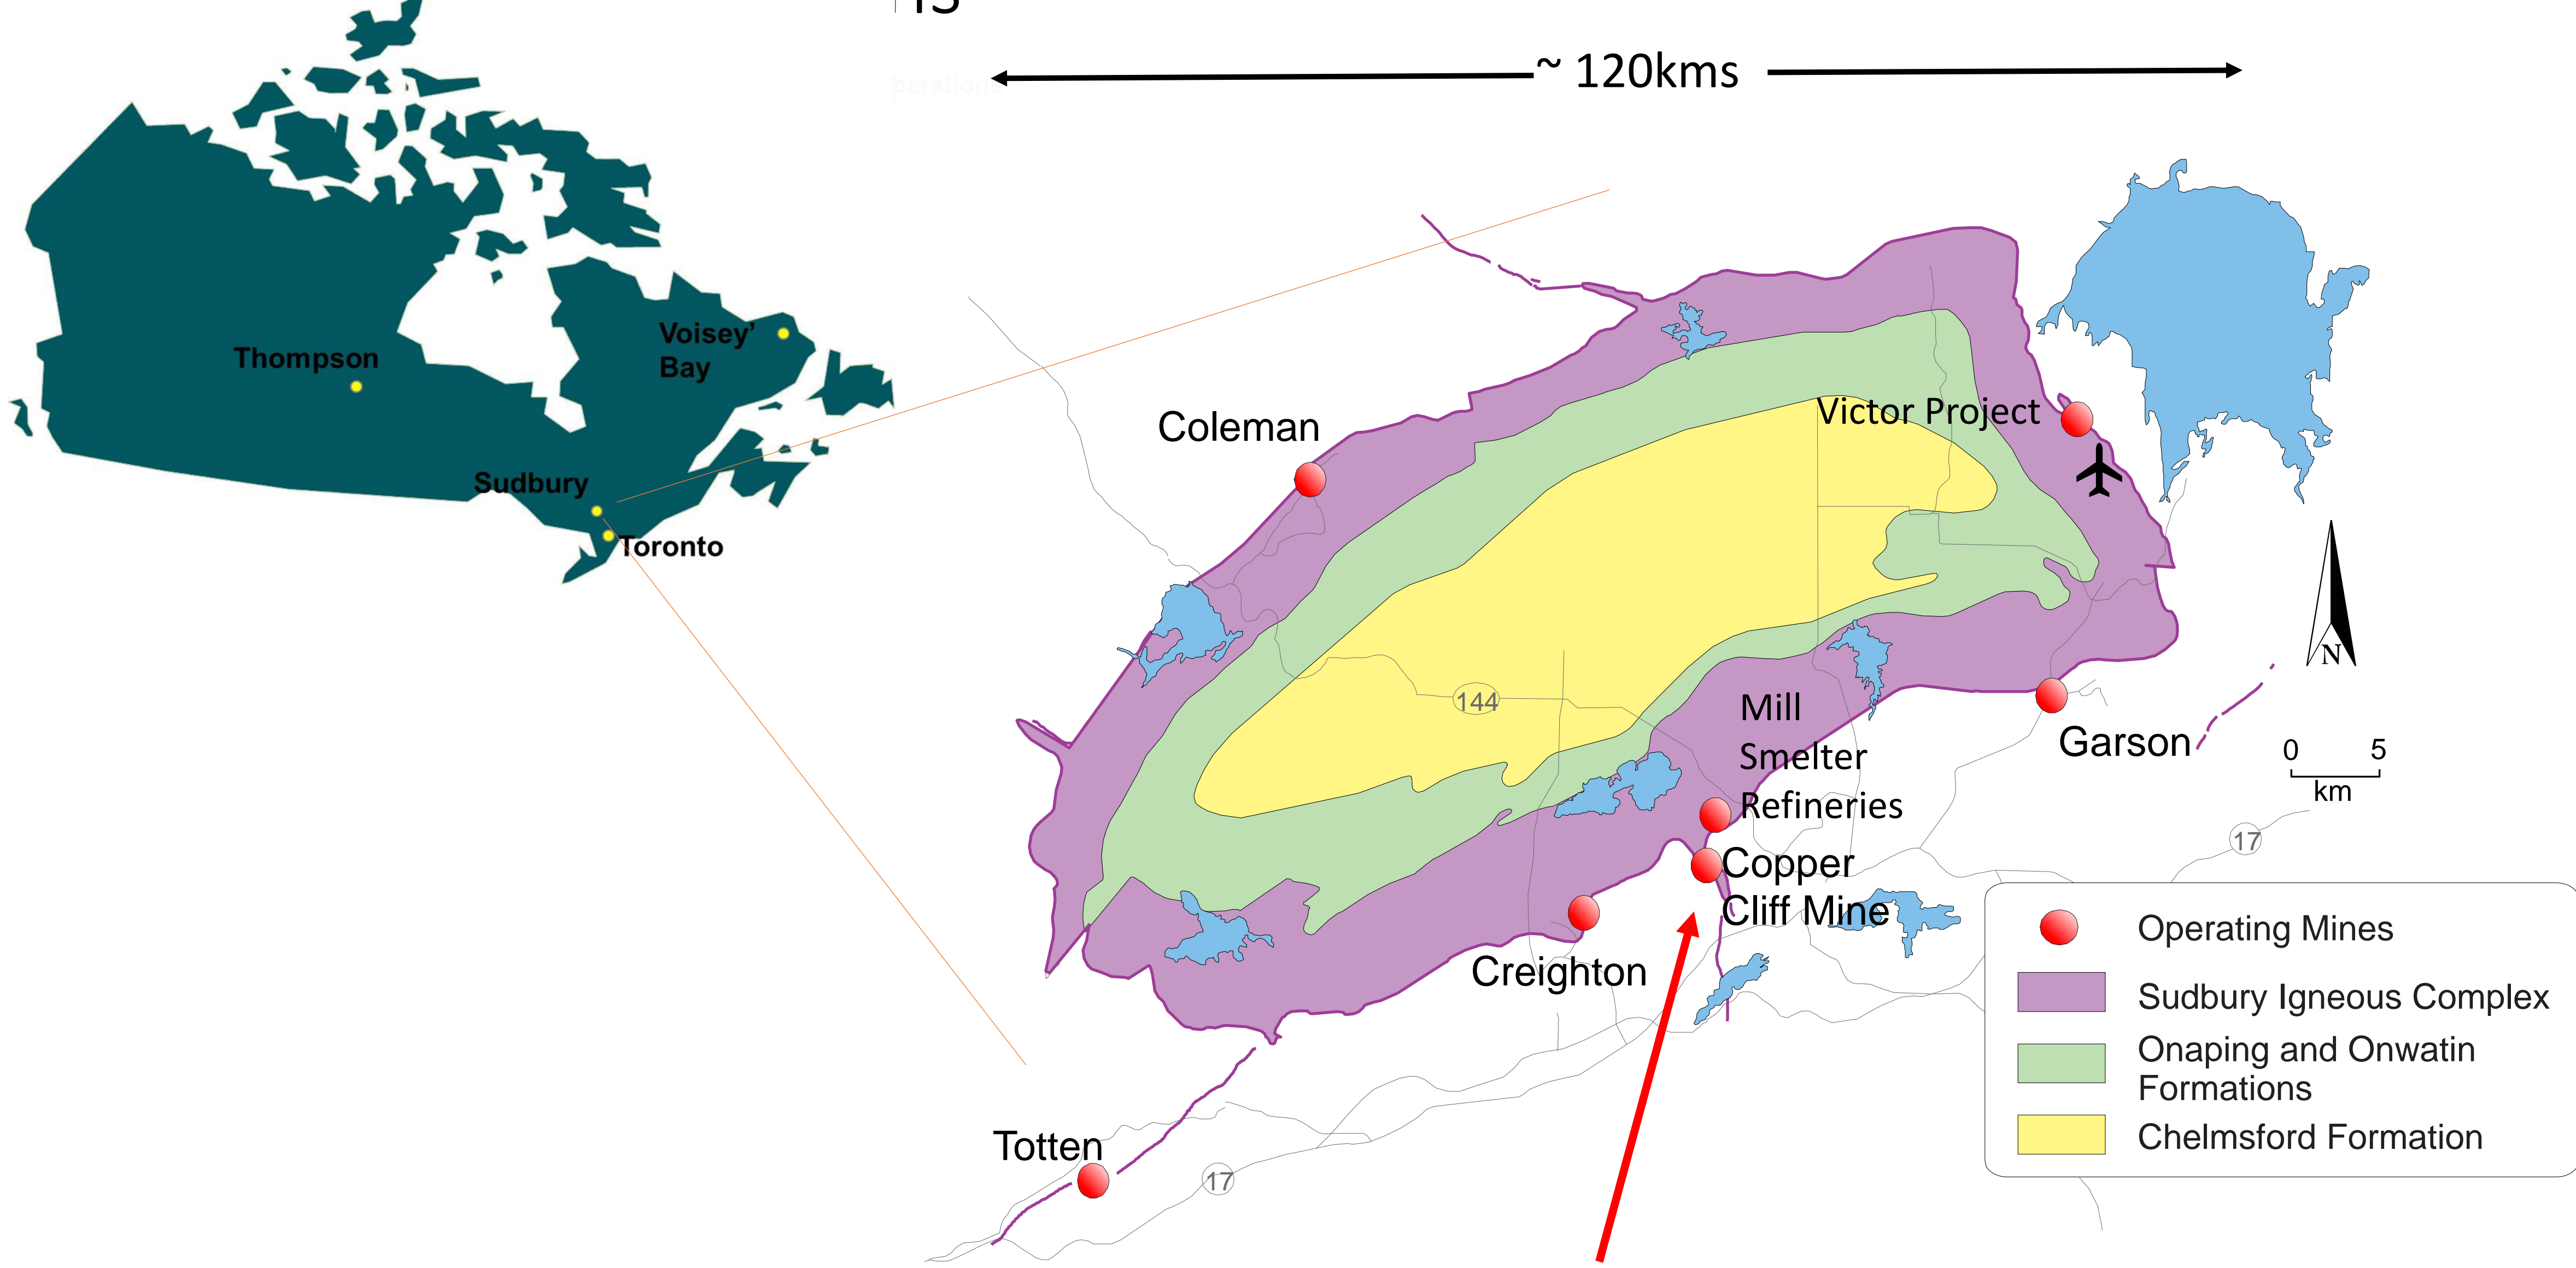 ~ 120kms
Thompson
Voisey’
Bay
Sudbury
Toronto
Coleman
Victor Project
144
Mill
Smelter
Refineries
Garson
0 5
km
N
17
Copper
Cliff Mine
Creighton
Totten
17
Operating Mines
Sudbury Igneous Complex
Onaping and Onwatin
Formations
Chelmsford Formation